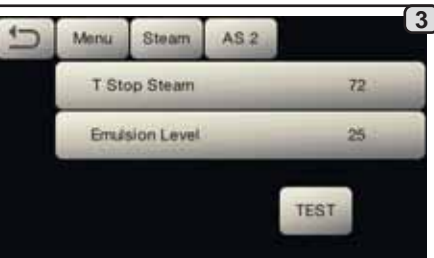 3
Menu Steam AS 2
T Stop Steam 72
Emulsion Level 25
TEST